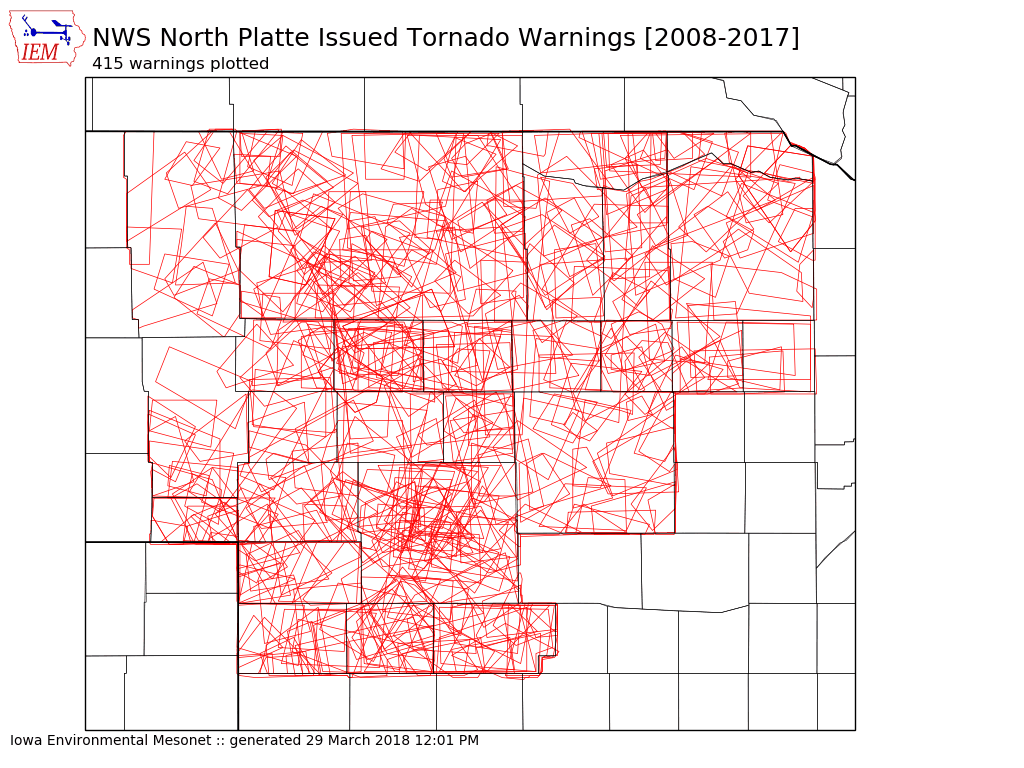 IEM
NWS North Platte Issued Tornado Warnings [2008-2017]
415 warnings plotted
Iowa Environmental Mesonet :: generated 29 March 2018 12:01 PM